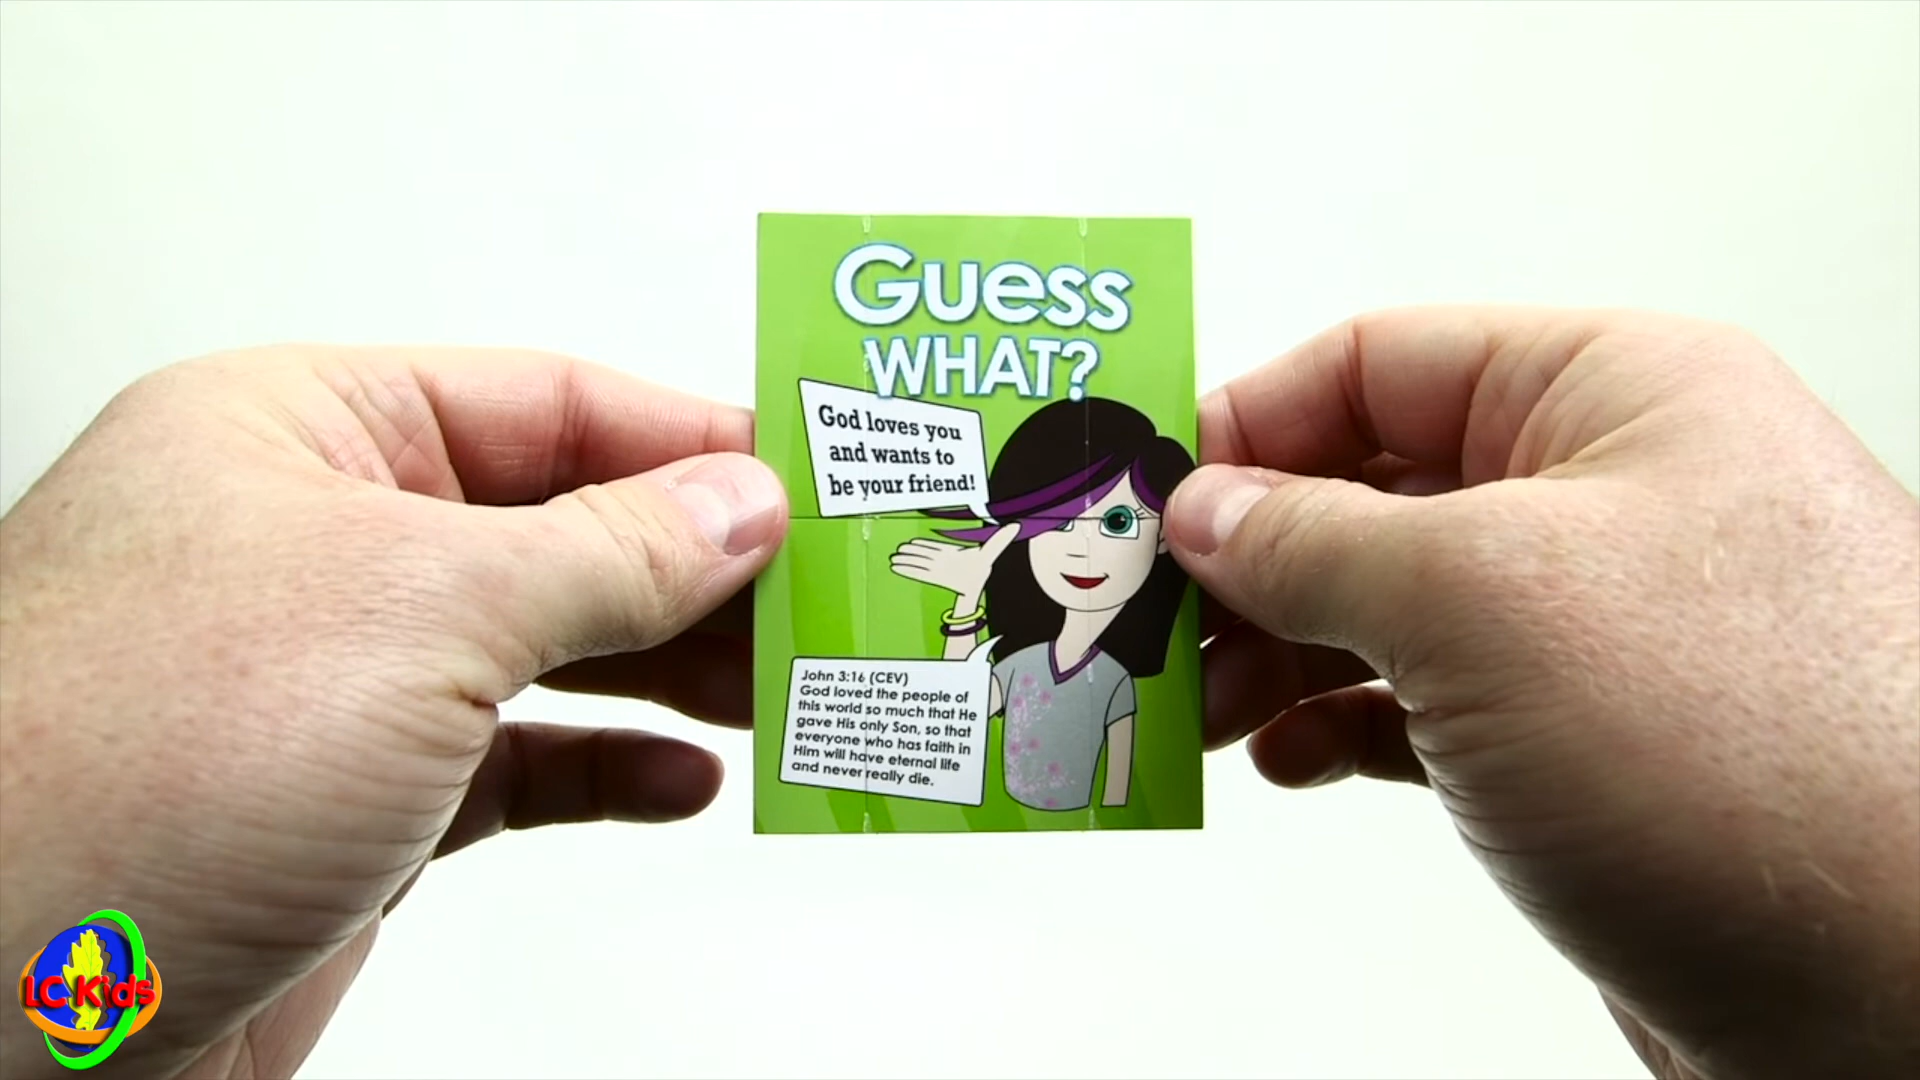 Guess
WHAT?
God loves you
and wants to
be your friend!
John 3:16 (CEV)
God loved the people of
this world so much that He
gave His only Son, so that
everyone who has faith in
Him will have eternal life
and never really die.
LC Kids